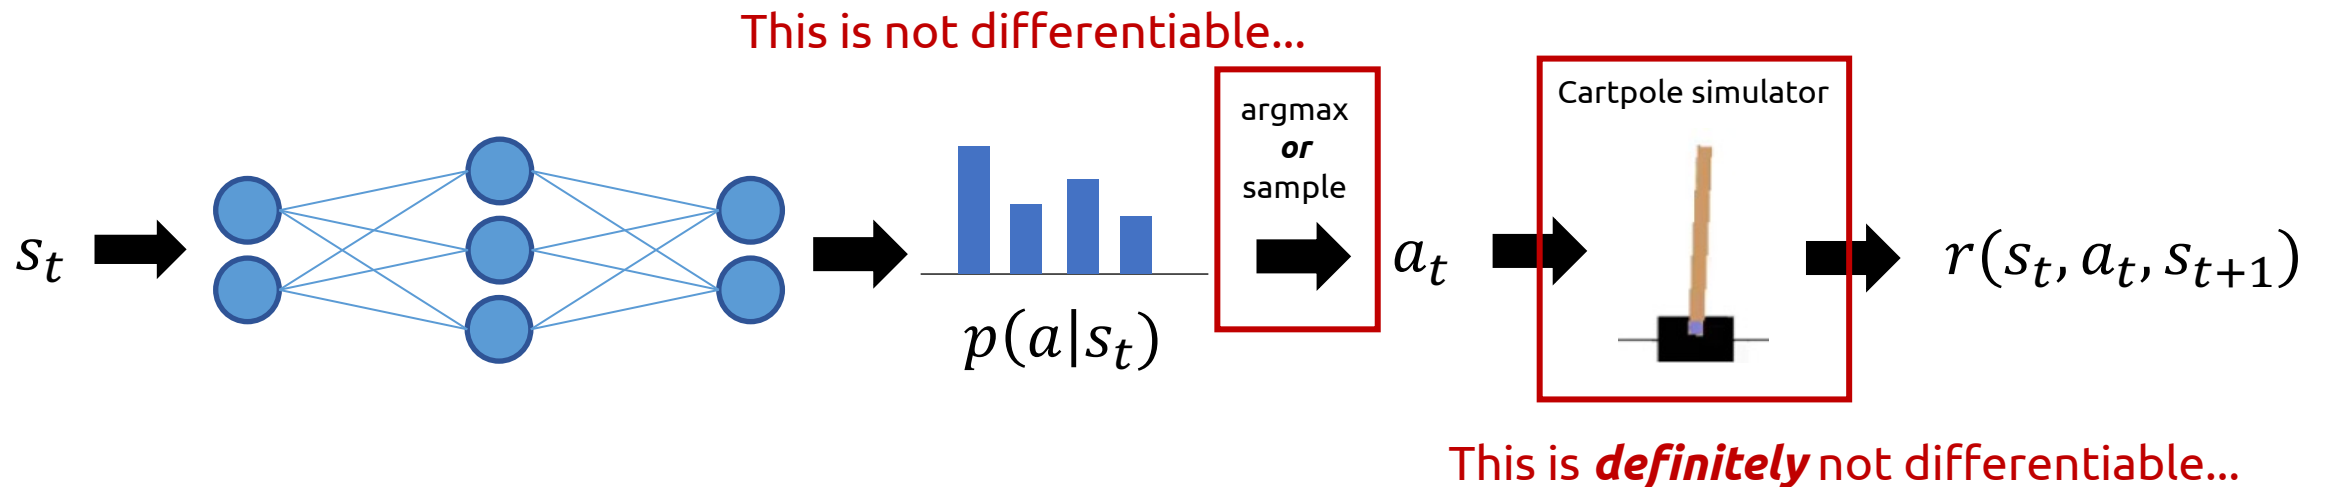 This is not differentiable...
argmax
or
sample
Cartpole simulator
s_t
p(a|s_t)
a_t
r(s_t, a_t, s_{t+1})
This is definitely not differentiable...